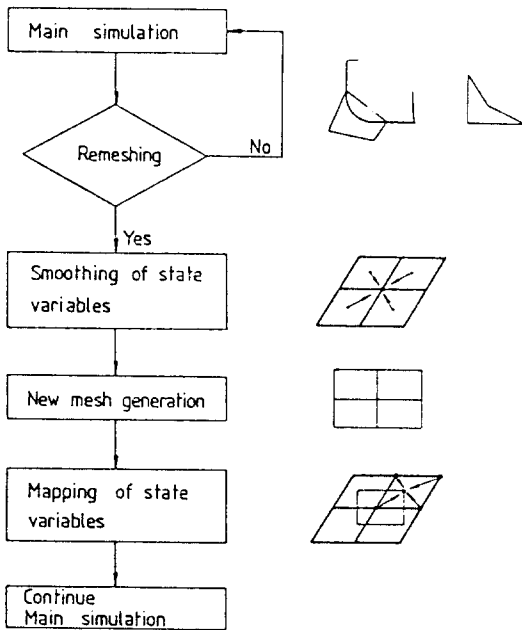 Main simulation
Remeshing
No
Yes
Smoothing of state
variables
New mesh generation
Mapping of state
variables
Continue
Main simulation